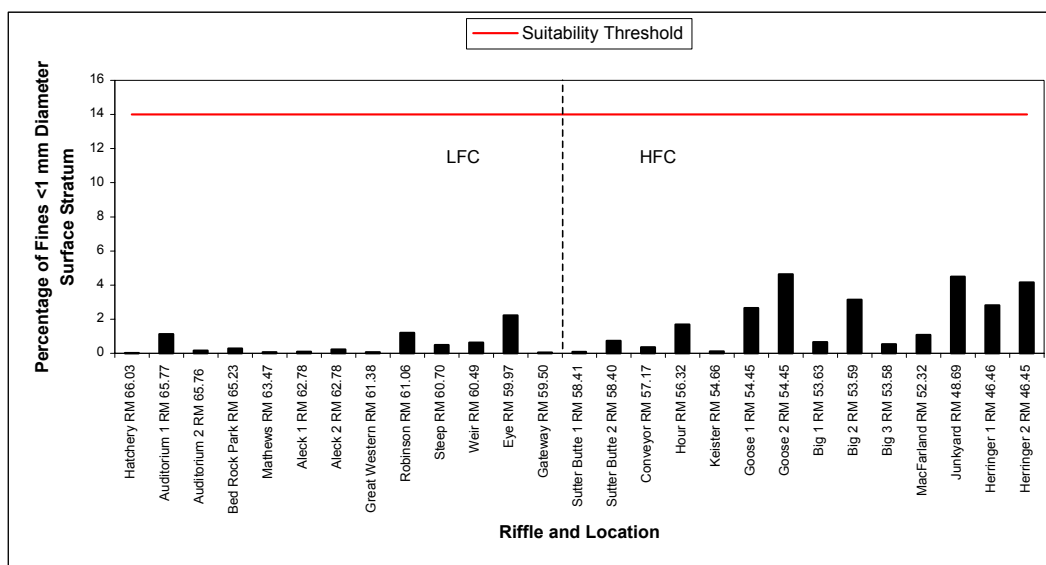 Suitability Threshold
Percentage of Fines <1 mm Diameter
Surface Stratum
16
14
12
10
8
6
4
2
0
LFC
HFC
Hatchery RM 66.03
Auditorium 1 RM 65.77
Auditorium 2 RM 65.76
Bed Rock Park RM 65.23
Mathews RM 63.47
Aleck 1 RM 62.78
Aleck 2 RM 62.78
Great Western RM 61.38
Robinson RM 61.06
Steep RM 60.70
Weir RM 60.49
Eye RM 59.97
Gateway RM 59.50
Sutter Butte 1 RM 58.41
Sutter Butte 2 RM 58.40
Conveyor RM 57.17
Hour RM 56.32
Keister RM 54.66
Goose 1 RM 54.45
Goose 2 RM 54.45
Big 1 RM 53.63
Big 2 RM 53.59
Big 3 RM 53.58
MacFarland RM 52.32
Junkyard RM 48.69
Herringer 1 RM 46.46
Herringer 2 RM 46.45
Riffle and Location